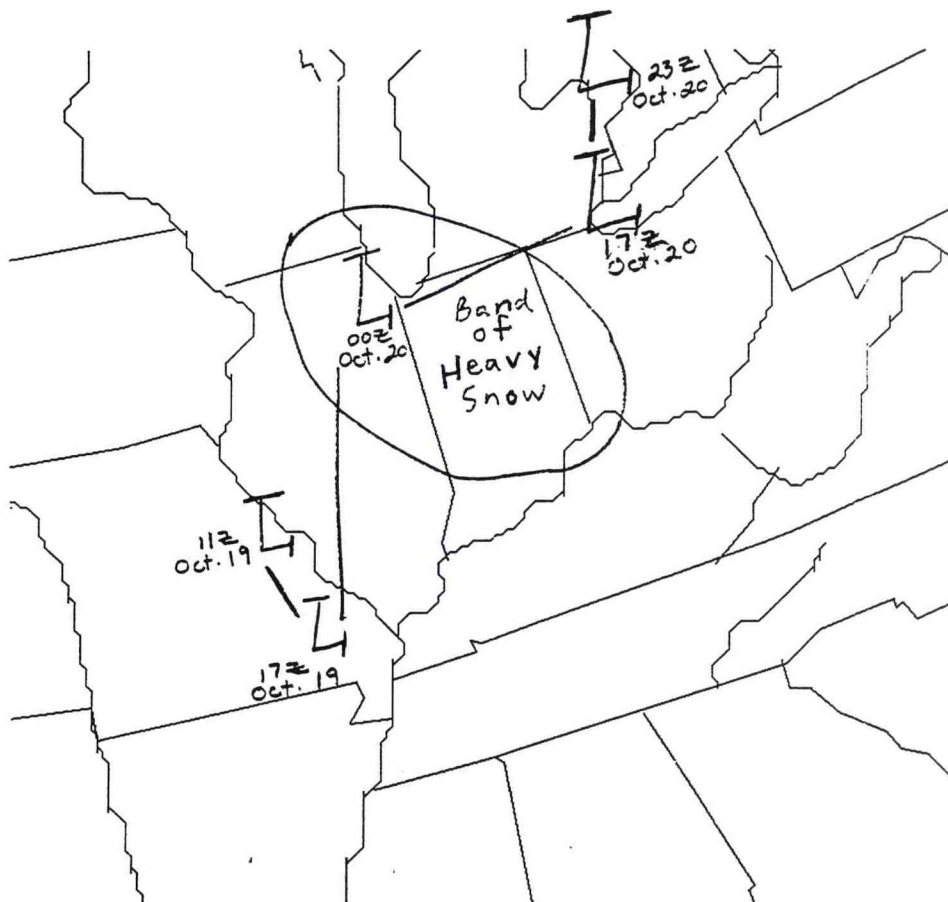 23Z
Oct. 20
17Z
Oct. 20
Band
of
Heavy
Snow
00Z
Oct. 20
11Z
Oct. 19
17Z
Oct. 19